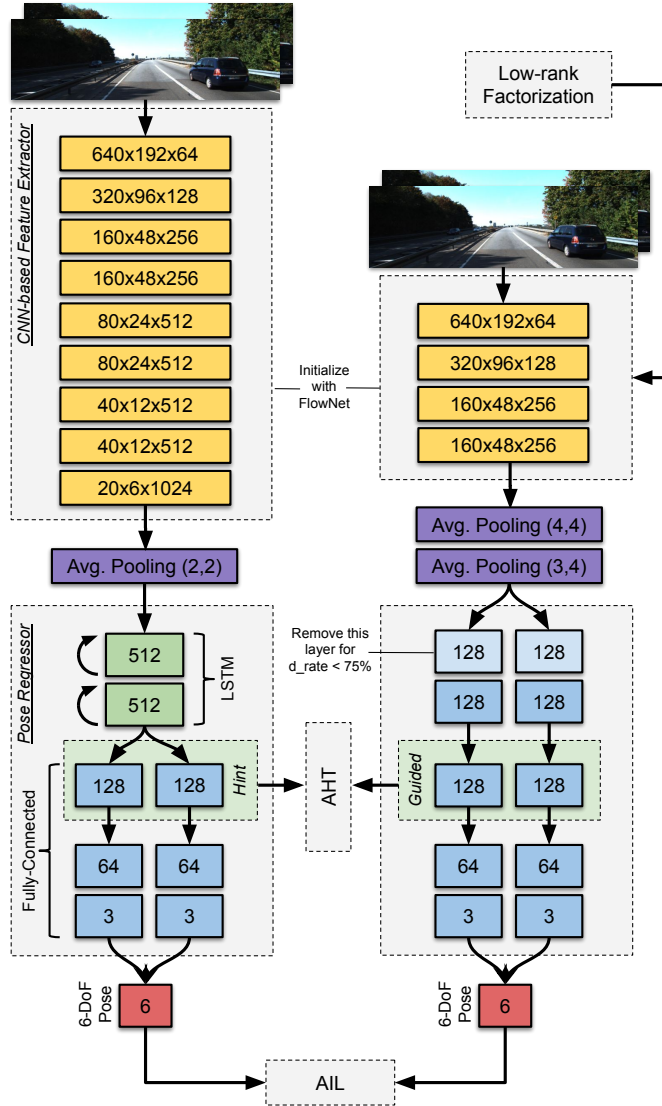 Low-rank
Factorization
CNN-based Feature Extractor
640x192x64
320x96x128
160x48x256
160x48x256
80x24x512
80x24x512
40x12x512
40x12x512
20x6x1024
Avg. Pooling (2,2)
Initialize
with
FlowNet
640x192x64
320x96x128
160x48x256
160x48x256
Avg. Pooling (4,4)
Avg. Pooling (3,4)
Pose Regressor
512
512
LSTM
Hint
128
128
Fully-Connected
64
64
3
3
6-DoF
Pose
6
Remove this
layer for
d_rate < 75%
128
128
128
128
AHT
Guided
128
128
64
64
3
3
6-DoF
Pose
6
AIL